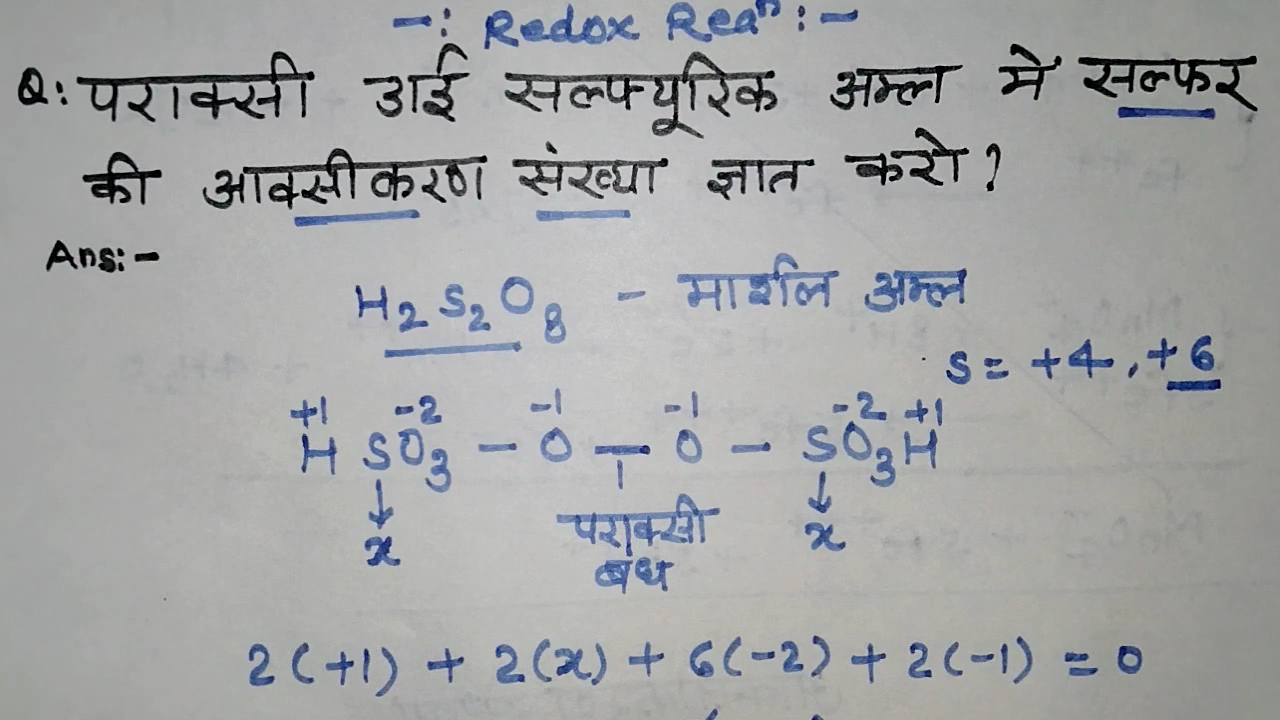 -: Redox Reaⁿ :-
Q: पराक्सी डाई सल्फ्यूरिक अम्ल मे सल्फर
की आक्सीकरण संख्या ज्ञात करो?
Ans:-
H₂S₂O₈ - मार्शल अम्ल
S = +4, +6
+1 -2 -1 -1 -2 +1
H SO₃ - O - O - SO₃H
↓ ↓
x पराक्सी x
बंध
2(+1) + 2(x) + 6(-2) + 2(-1) = 0